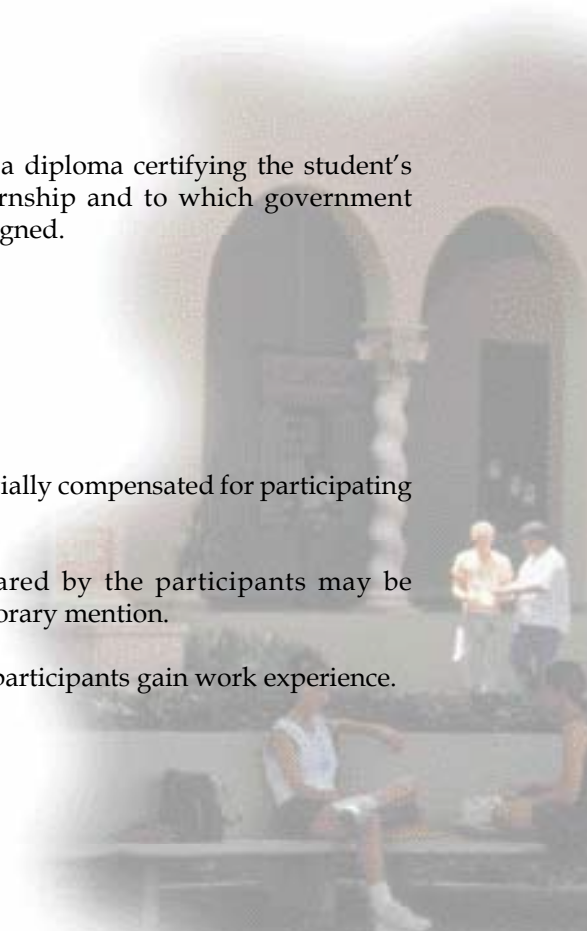 a diploma certifying the student's
rnship and to which government
gned.
ially compensated for participating
ared by the participants may be
orary mention.
participants gain work experience.